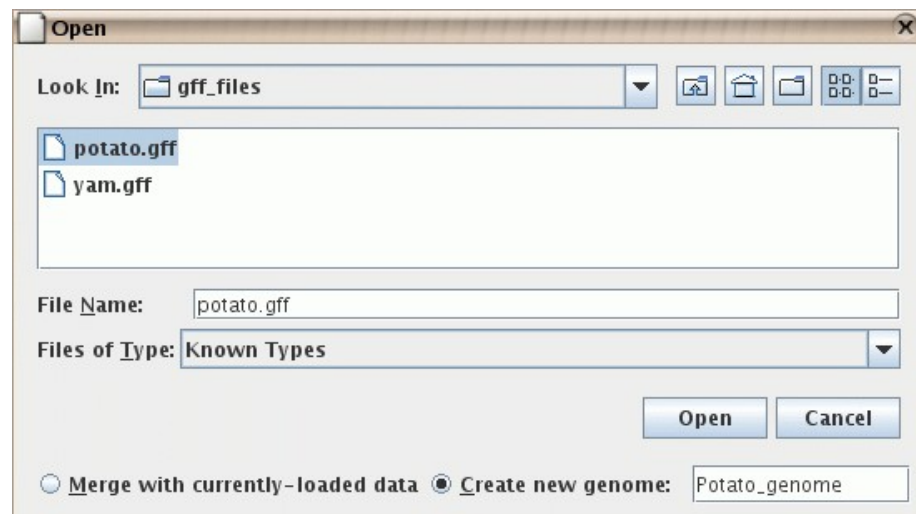 Open
Look In: gff_files
potato.gff
yam.gff
File Name: potato.gff
Files of Type: Known Types
Open Cancel
Merge with currently-loaded data Create new genome: Potato_genome